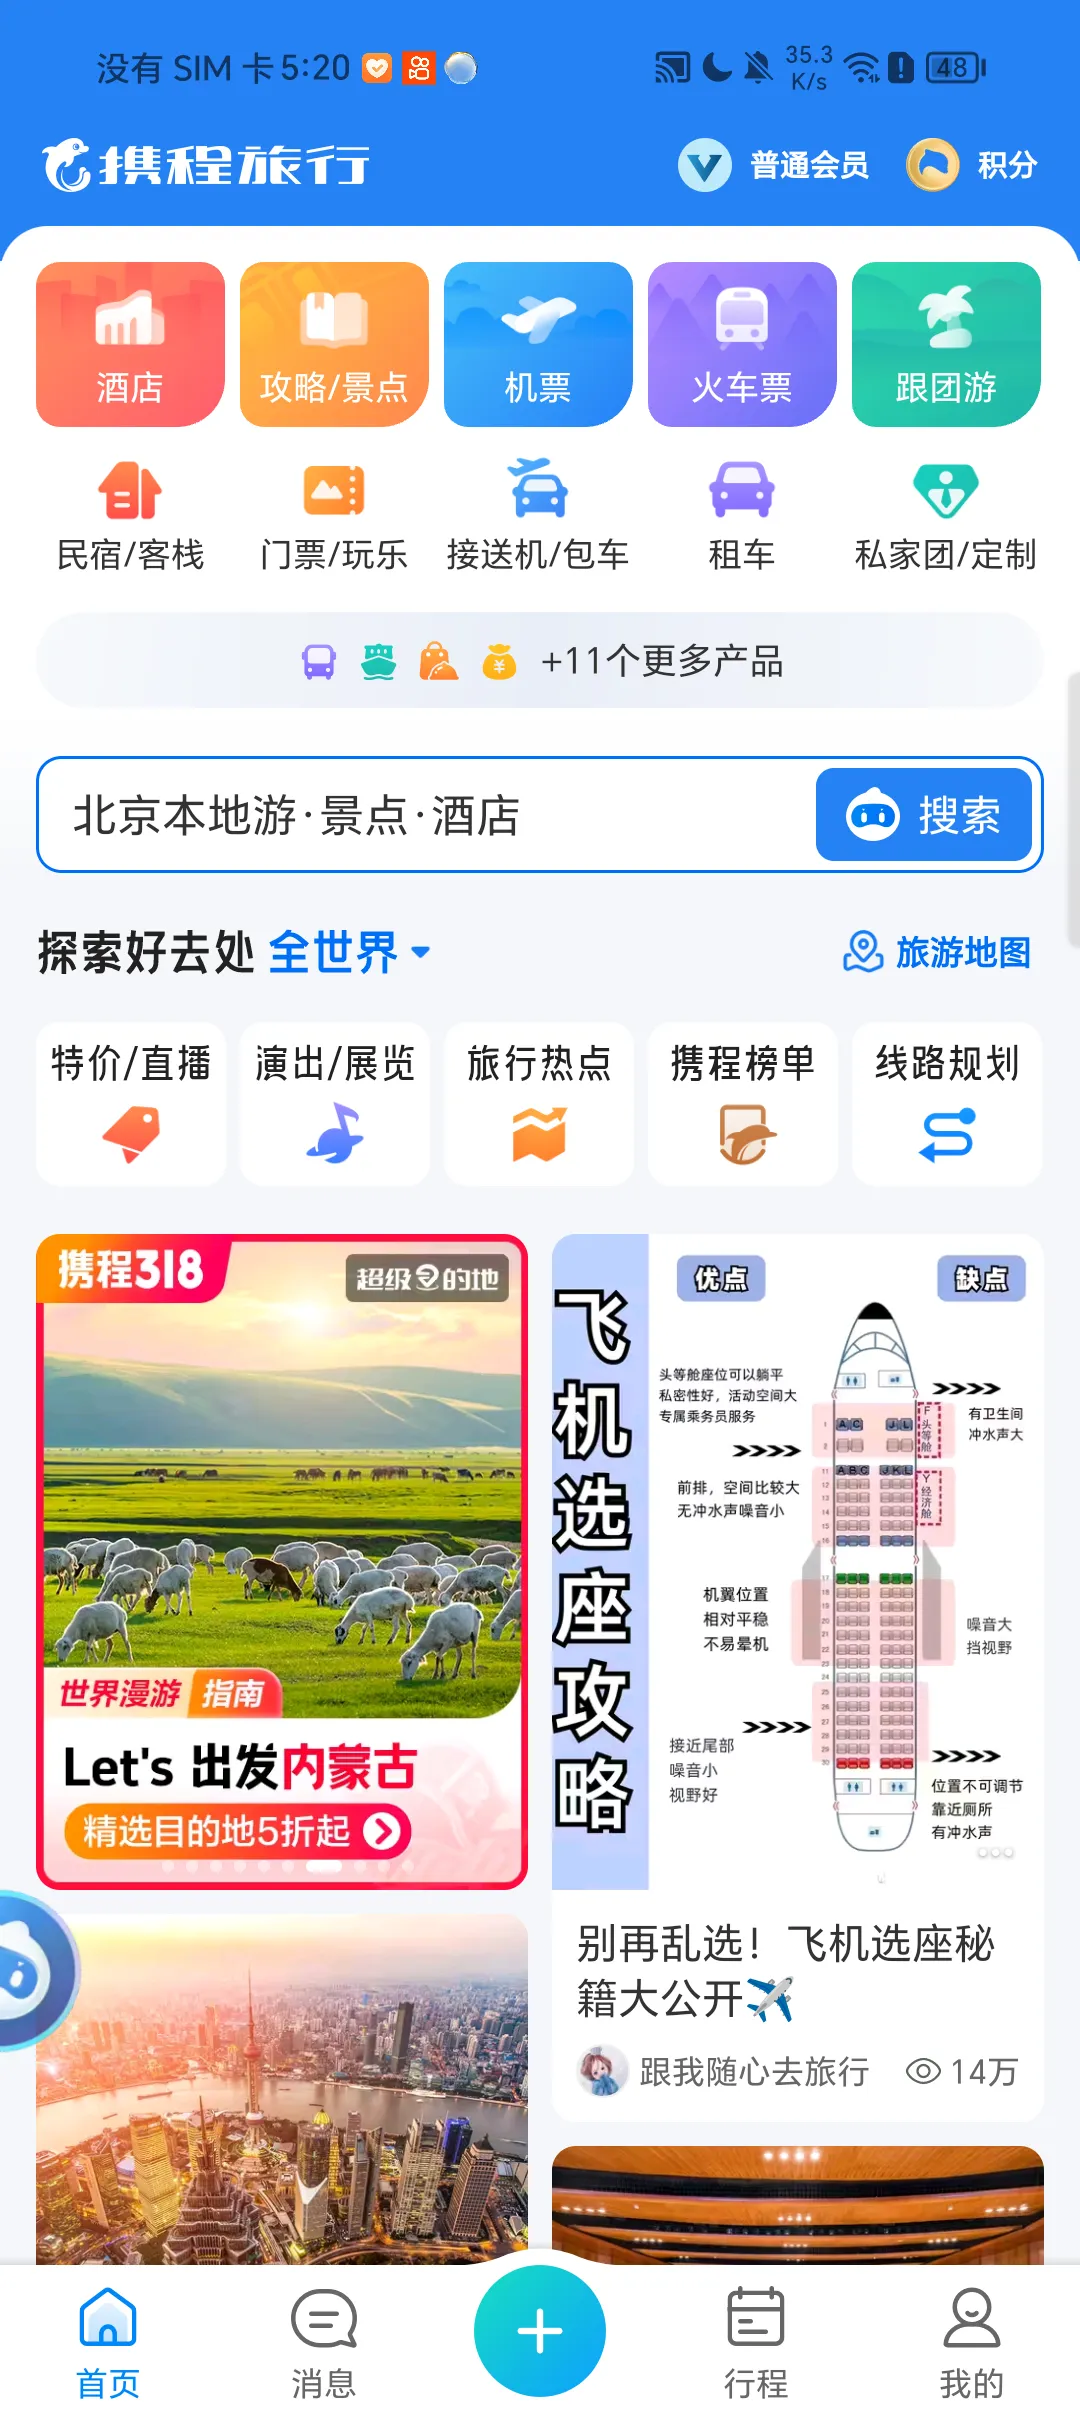 没有 SIM 卡 5:20
35.3
K/s
48
携程旅行
普通会员
积分
酒店
攻略/景点
机票
火车票
跟团游
民宿/客栈
门票/玩乐
接送机/包车
租车
私家团/定制
+11个更多产品
北京本地游·景点·酒店
搜索
探索好去处 全世界
旅游地图
特价/直播
演出/展览
旅行热点
携程榜单
线路规划
携程318
超级目的地
世界漫游 指南
Let's 出发内蒙古
精选目的地5折起
飞机选座攻略
优点
缺点
头等舱座位可以躺平
私密性好，活动空间大
专属乘务员服务
有卫生间
冲水声大
F 头等舱
前排，空间比较大
无冲水声噪音小
Y 经济舱
机翼位置
相对平稳
不易晕机
噪音大
挡视野
接近尾部
噪音小
视野好
位置不可调节
靠近厕所
有冲水声
别再乱选！飞机选座秘
籍大公开✈️
跟我随心去旅行
14万
首页
消息
行程
我的